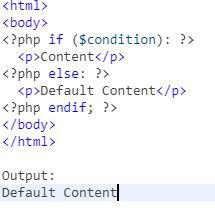 <html>
<body>
<?php if ($condition): ?>
  <p>Content</p>
<?php else: ?>
  <p>Default Content</p>
<?php endif; ?>
</body>
</html>

Output:
Default Content